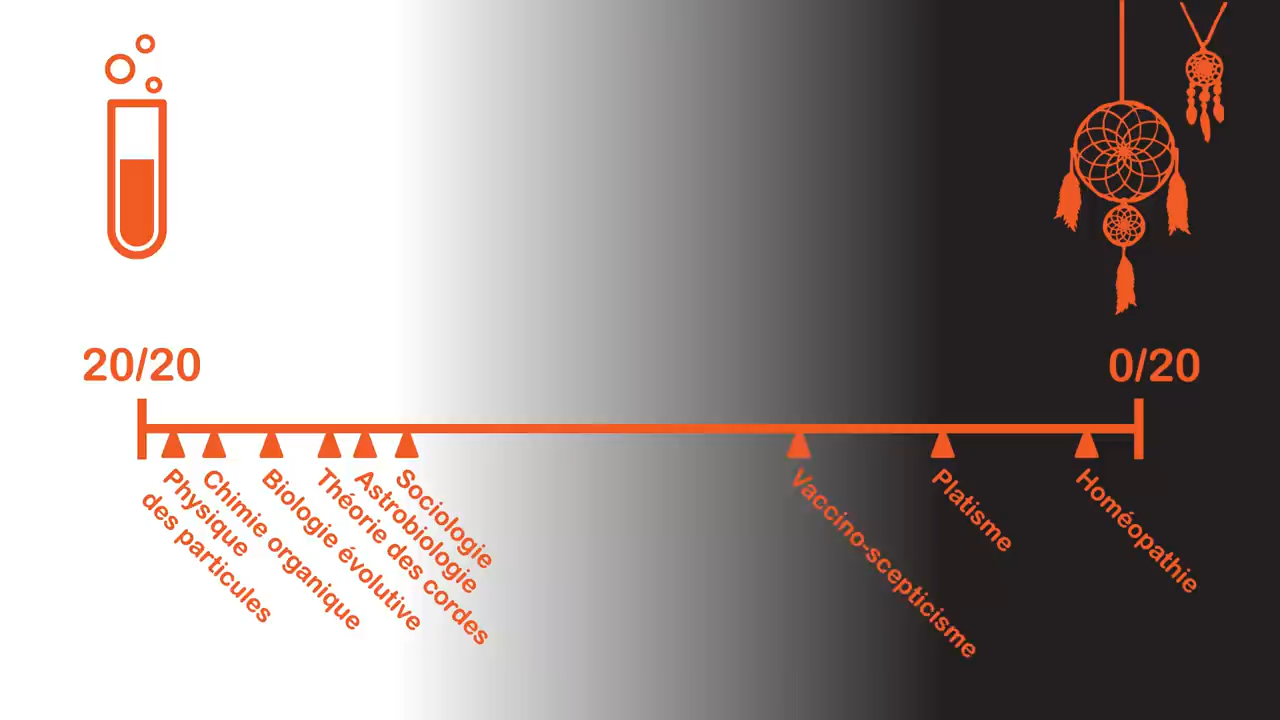 20/20
0/20
Physique
des particules
Chimie organique
Biologie évolutive
Théorie des cordes
Astrobiologie
Sociologie
Vaccino-scepticisme
Platisme
Homéopathie